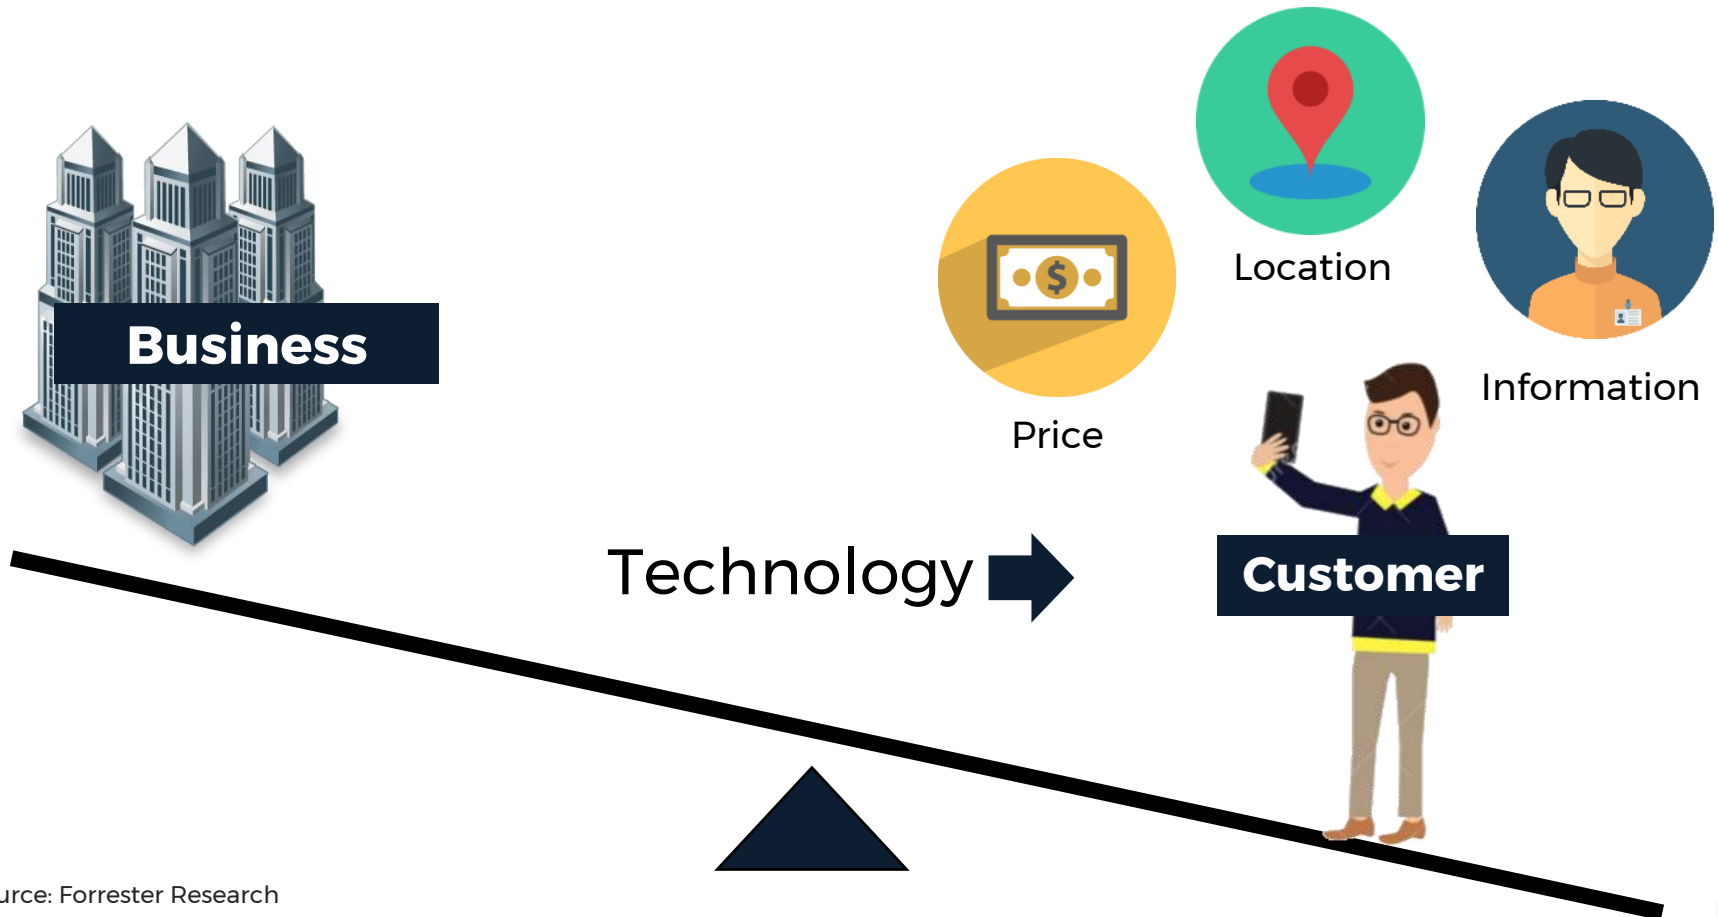 Location
Business
Information
Price
Technology
Customer
urce: Forrester Research